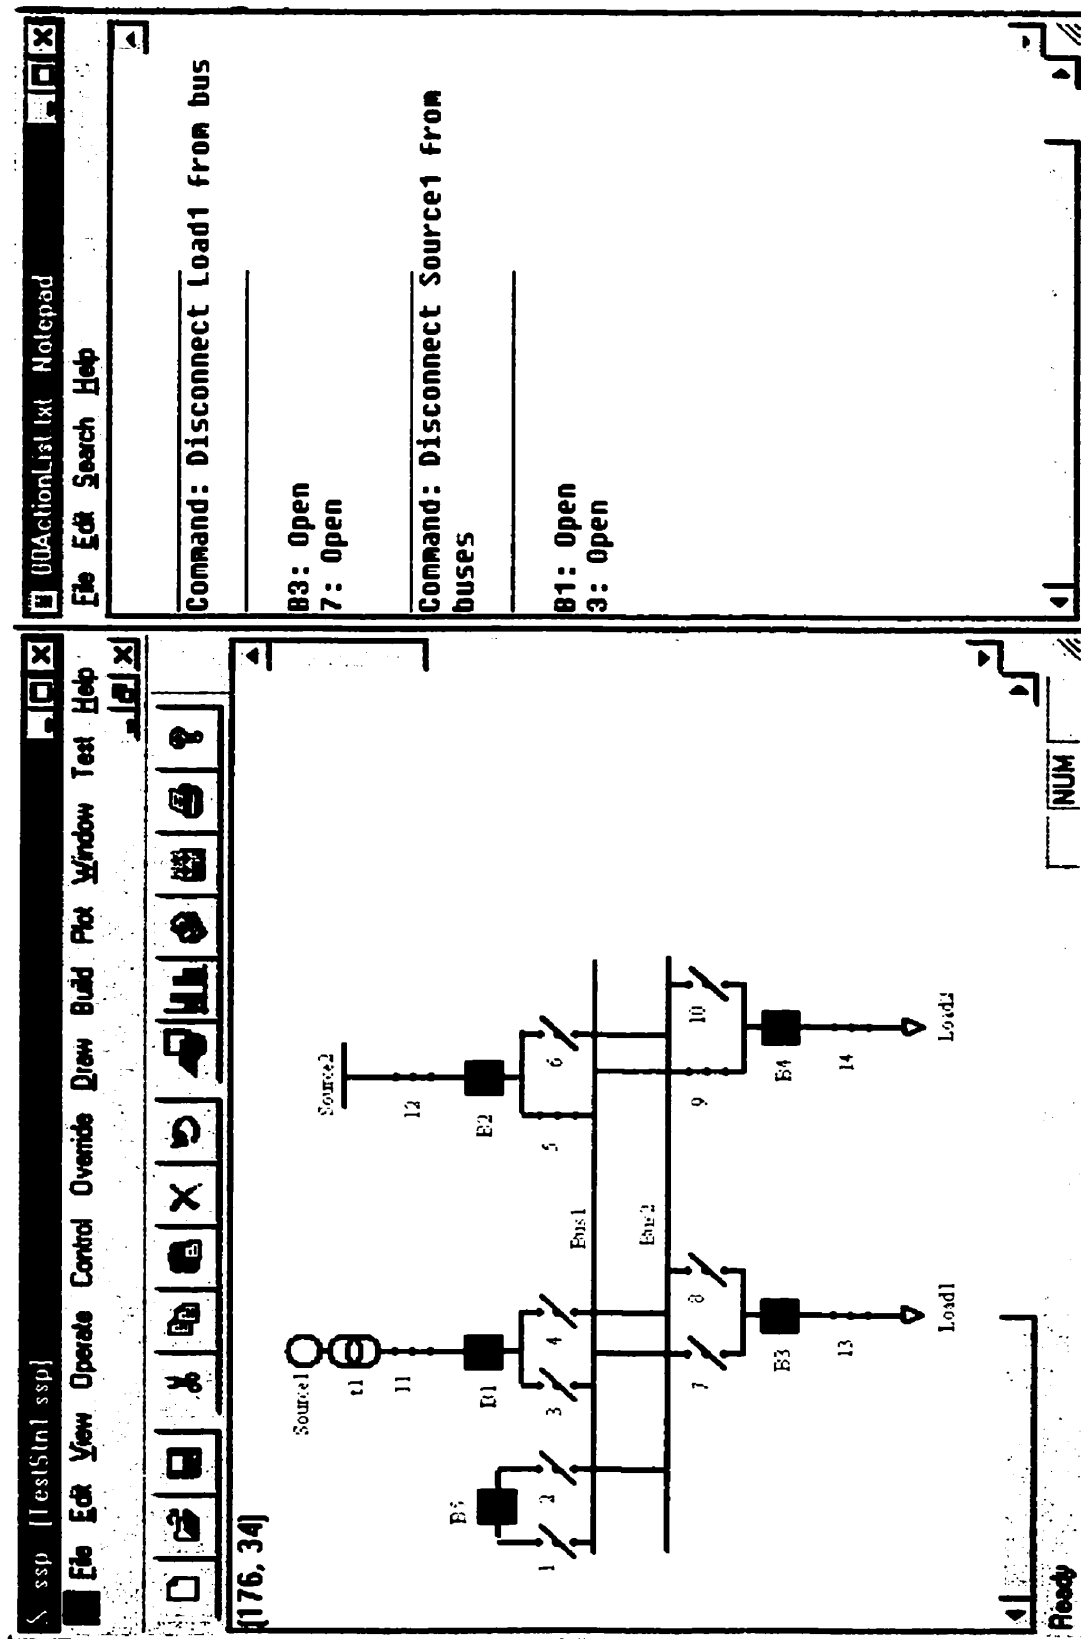 ssp [TestStn1 ssp]
File Edit View Operate Control Override Draw Build Plot Window Test Help
(176, 34)
Source1
t1
11
B1
3
4
1
2
Source2
12
B2
5
6
Bus1
Bus2
7
8
B3
13
Load1
9
10
B4
14
Load2
Ready
NUM
Notepad
File Edit Search Help
Command: Disconnect Load1 from bus
B3: Open
7: Open
Command: Disconnect Source1 from
buses
B1: Open
3: Open